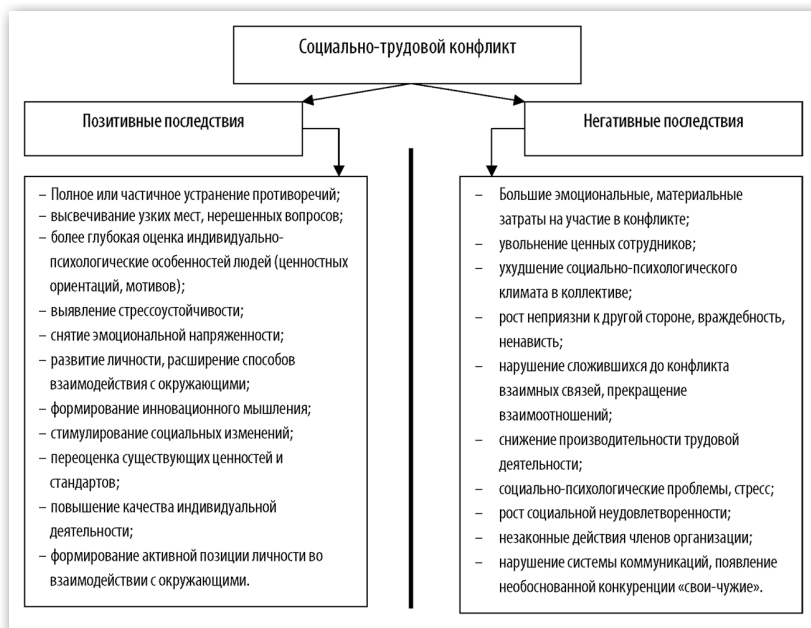 Социально-трудовой конфликт
Позитивные последствия
Негативные последствия
– Полное или частичное устранение противоречий;
– высвечивание узких мест, нерешенных вопросов;
– более глубокая оценка индивидуально-
психологические особенностей людей (ценностных
ориентаций, мотивов);
– выявление стрессоустойчивости;
– снятие эмоциональной напряженности;
– развитие личности, расширение способов
взаимодействия с окружающими;
– формирование инновационного мышления;
– стимулирование социальных изменений;
– переоценка существующих ценностей и
стандартов;
– повышение качества индивидуальной
деятельности;
– формирование активной позиции личности во
взаимодействии с окружающими.
– Большие эмоциональные, материальные
затраты на участие в конфликте;
– увольнение ценных сотрудников;
– ухудшение социально-психологического
климата в коллективе;
– рост неприязни к другой стороне, враждебность,
ненависть;
– нарушение сложившихся до конфликта
взаимных связей, прекращение
взаимоотношений;
– снижение производительности трудовой
деятельности;
– социально-психологические проблемы, стресс;
– рост социальной неудовлетворенности;
– незаконные действия членов организации;
– нарушение системы коммуникаций, появление
необоснованной конкуренции «свои-чужие».